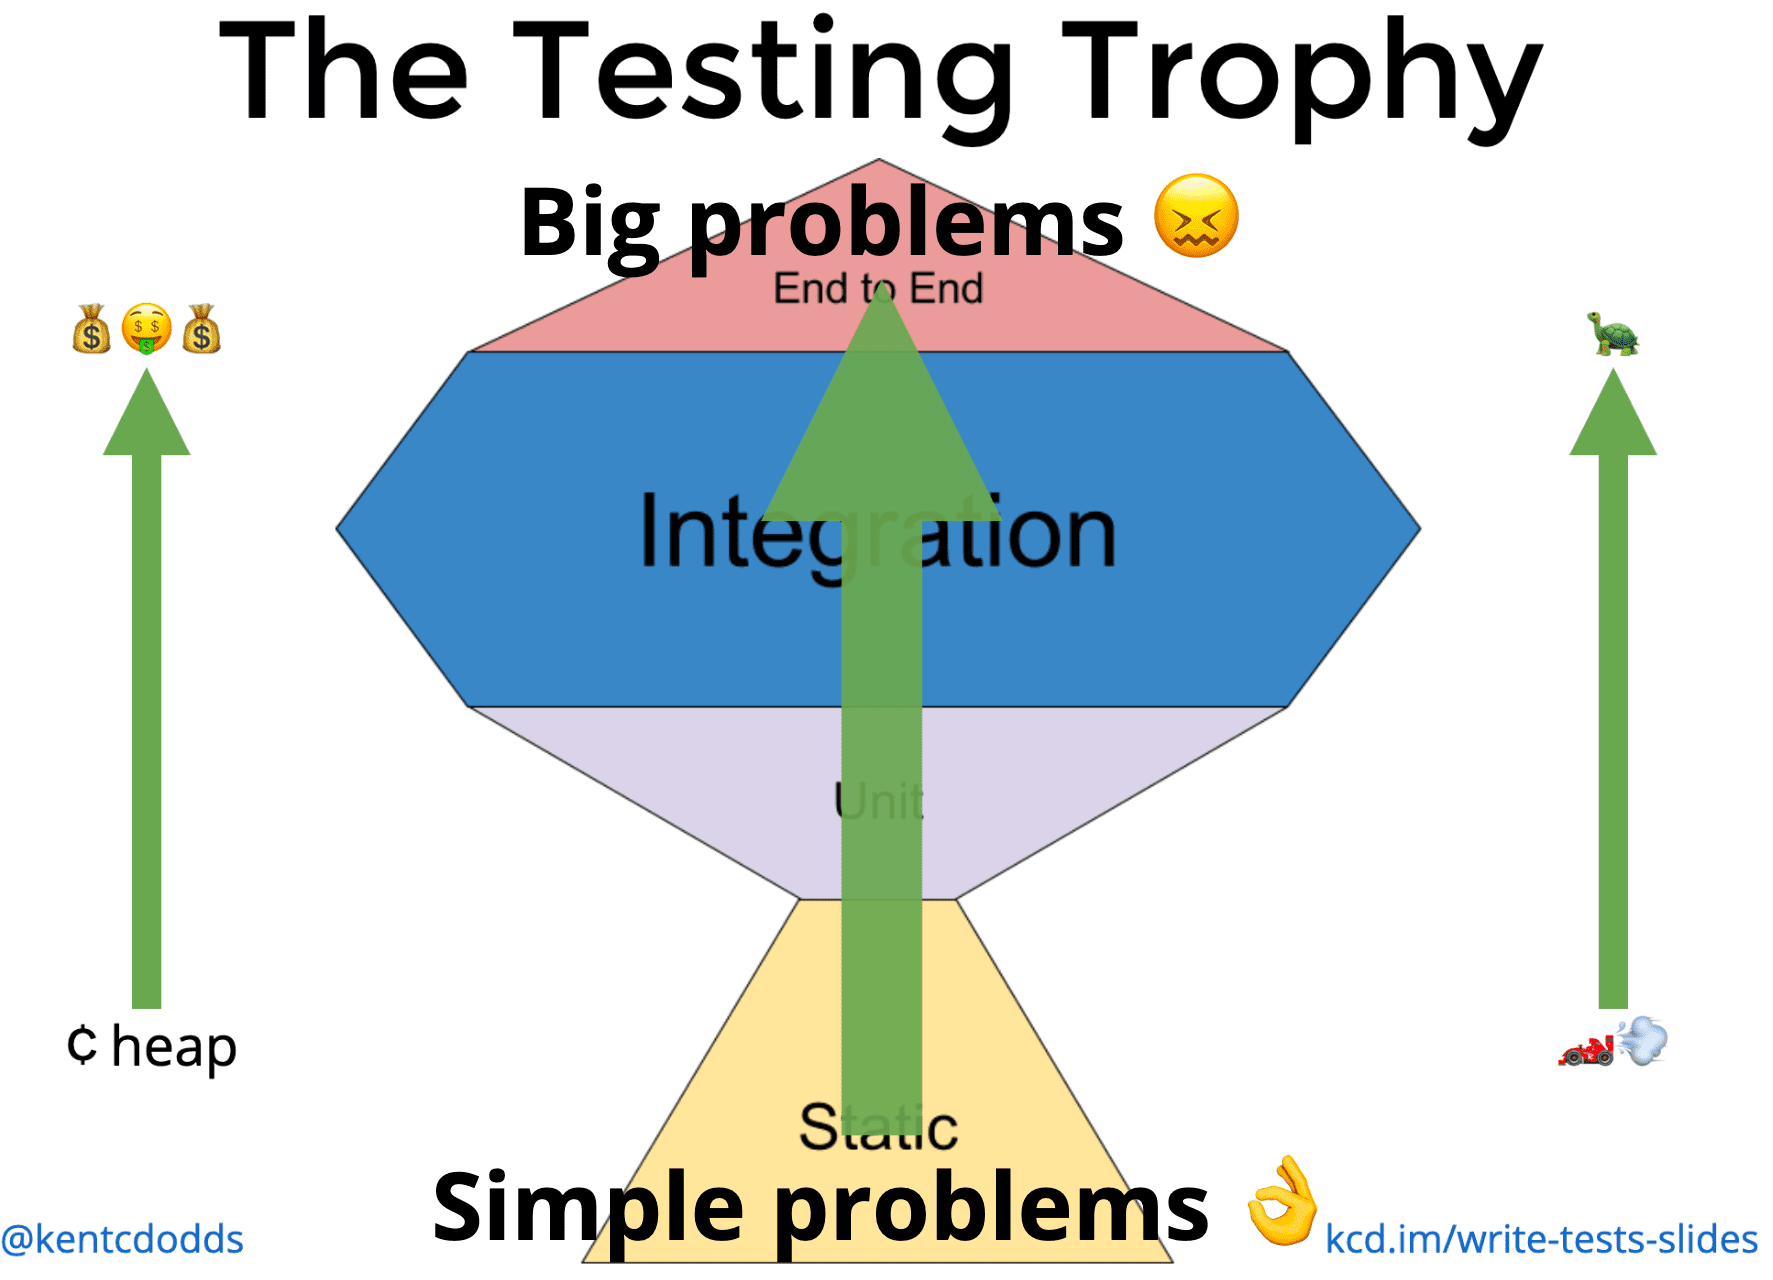 The Testing Trophy
Big problems 😖
End to End
Integration
Unit
¢heap
Static
Simple problems 👌
@kentcdodds
kcd.im/write-tests-slides